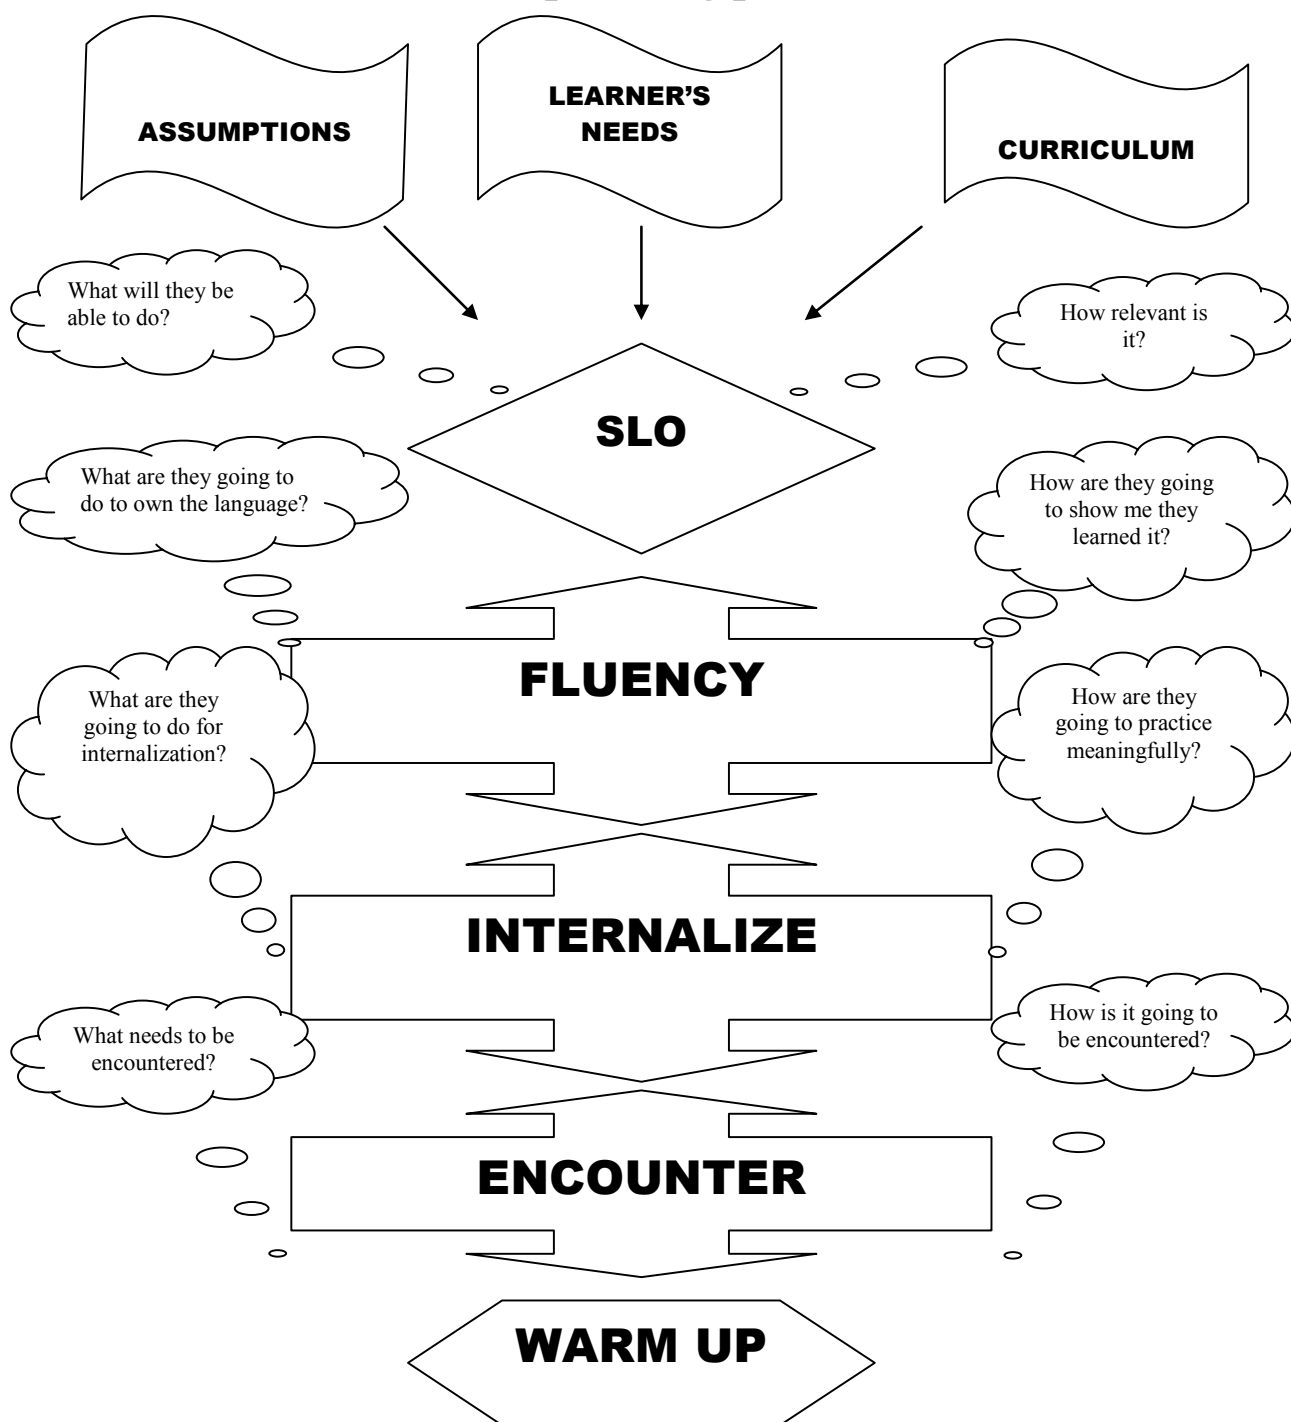 ASSUMPTIONS
LEARNER'S
NEEDS
CURRICULUM
What will they be
able to do?
How relevant is
it?
SLO
What are they going to
do to own the language?
How are they going
to show me they
learned it?
FLUENCY
What are they
going to do for
internalization?
How are they
going to practice
meaningfully?
INTERNALIZE
What needs to be
encountered?
How is it going to
be encountered?
ENCOUNTER
WARM UP